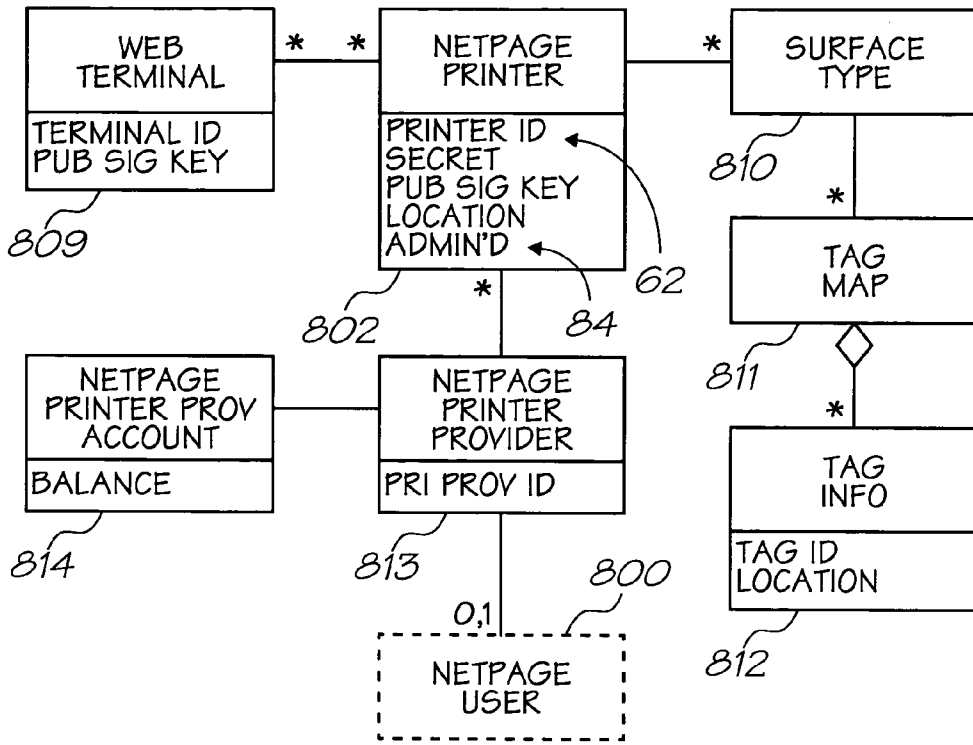 WEB
TERMINAL
TERMINAL ID
PUB SIG KEY
809
*
*
NETPAGE
PRINTER
PRINTER ID
SECRET
PUB SIG KEY
LOCATION
ADMIN'D
802
62
84
*
*
SURFACE
TYPE
810
*
TAG
MAP
811
*
TAG
INFO
TAG ID
LOCATION
812
NETPAGE
PRINTER PROV
ACCOUNT
BALANCE
814
NETPAGE
PRINTER
PROVIDER
PRI PROV ID
813
0,1
800
NETPAGE
USER